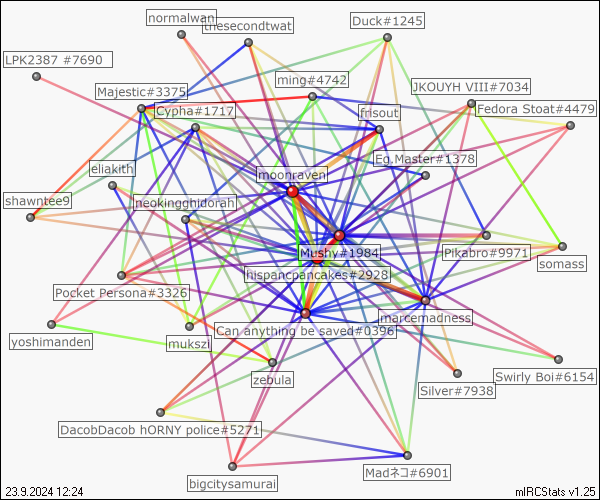 normalwan
thesecondtwat
Duck#1245
LPK2387 #7690
ming#4742
JKOUYH VIII#7034
Majestic#3375
Cypha#1717
frisout
Fedora Stoat#4479
Eg.Master#1378
eliakith
moonraven
shawntee9
neokingghidorah
Mushy#1984
Pikabro#9971
somass
hispancpancakes#2928
Pocket Persona#3326
marcemadness
Can anything be saved#0396
yoshimanden
mukszi
zebula
Swirly Boi#6154
Silver#7938
DacobDacob hORNY police#5271
Madネコ#6901
bigcitysamurai
23.9.2024 12:24
mIRCStats v1.25